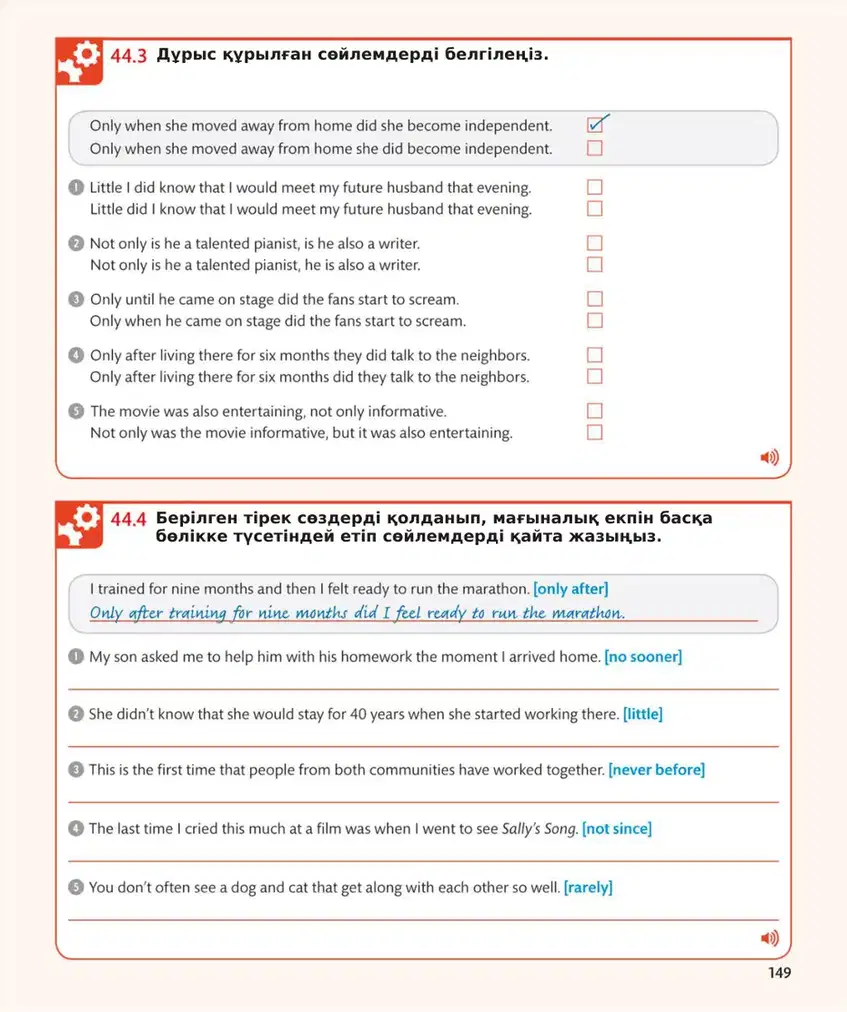 44.3 Дұрыс құрылған сөйлемдерді белгілеңіз.
Only when she moved away from home did she become independent.
Only when she moved away from home she did become independent.
1 Little I did know that I would meet my future husband that evening.
Little did I know that I would meet my future husband that evening.
2 Not only is he a talented pianist, is he also a writer.
Not only is he a talented pianist, he is also a writer.
3 Only until he came on stage did the fans start to scream.
Only when he came on stage did the fans start to scream.
4 Only after living there for six months they did talk to the neighbors.
Only after living there for six months did they talk to the neighbors.
5 The movie was also entertaining, not only informative.
Not only was the movie informative, but it was also entertaining.
44.4 Берілген тірек сөздерді қолданып, мағыналық екпін басқа
бөлікке түсетіндей етіп сөйлемдерді қайта жазыңыз.
I trained for nine months and then I felt ready to run the marathon. [only after]
Only after training for nine months did I feel ready to run the marathon.
1 My son asked me to help him with his homework the moment I arrived home. [no sooner]
2 She didn't know that she would stay for 40 years when she started working there. [little]
3 This is the first time that people from both communities have worked together. [never before]
4 The last time I cried this much at a film was when I went to see Sally's Song. [not since]
5 You don't often see a dog and cat that get along with each other so well. [rarely]
149